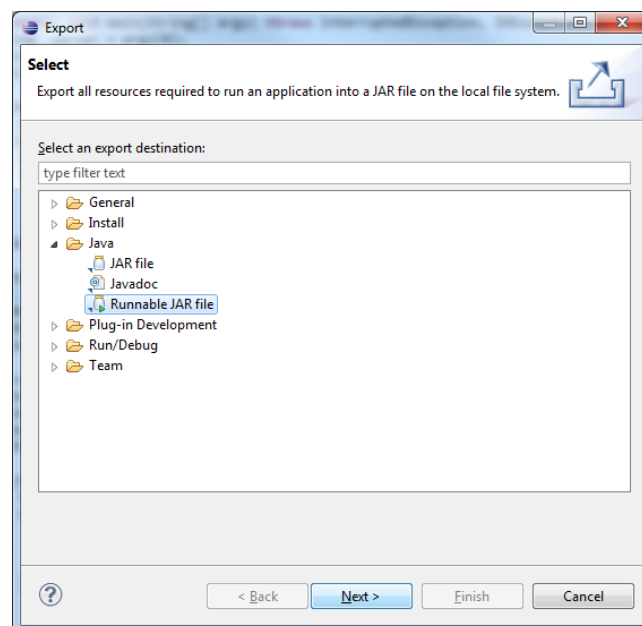 Export
Select
Export all resources required to run an application into a JAR file on the local file system.
Select an export destination:
type filter text
General
Install
Java
JAR file
Javadoc
Runnable JAR file
Plug-in Development
Run/Debug
Team
< Back
Next >
Finish
Cancel